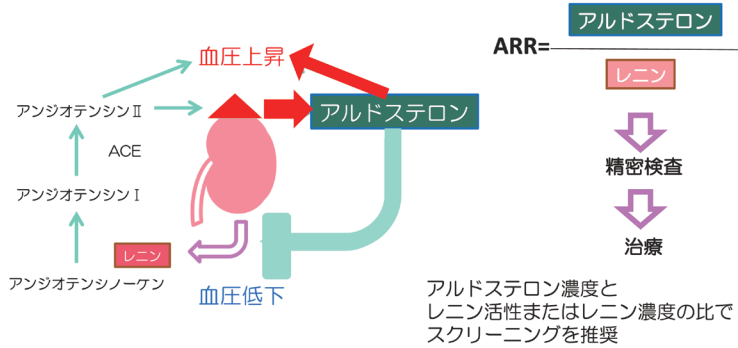 血圧上昇
アンジオテンシンⅡ
アルドステロン
ACE
アンジオテンシンⅠ
レニン
アンジオテンシノーケン
血圧低下
ARR=
アルドステロン
レニン
精密検査
治療
アルドステロン濃度と
レニン活性またはレニン濃度の比で
スクリーニングを推奨